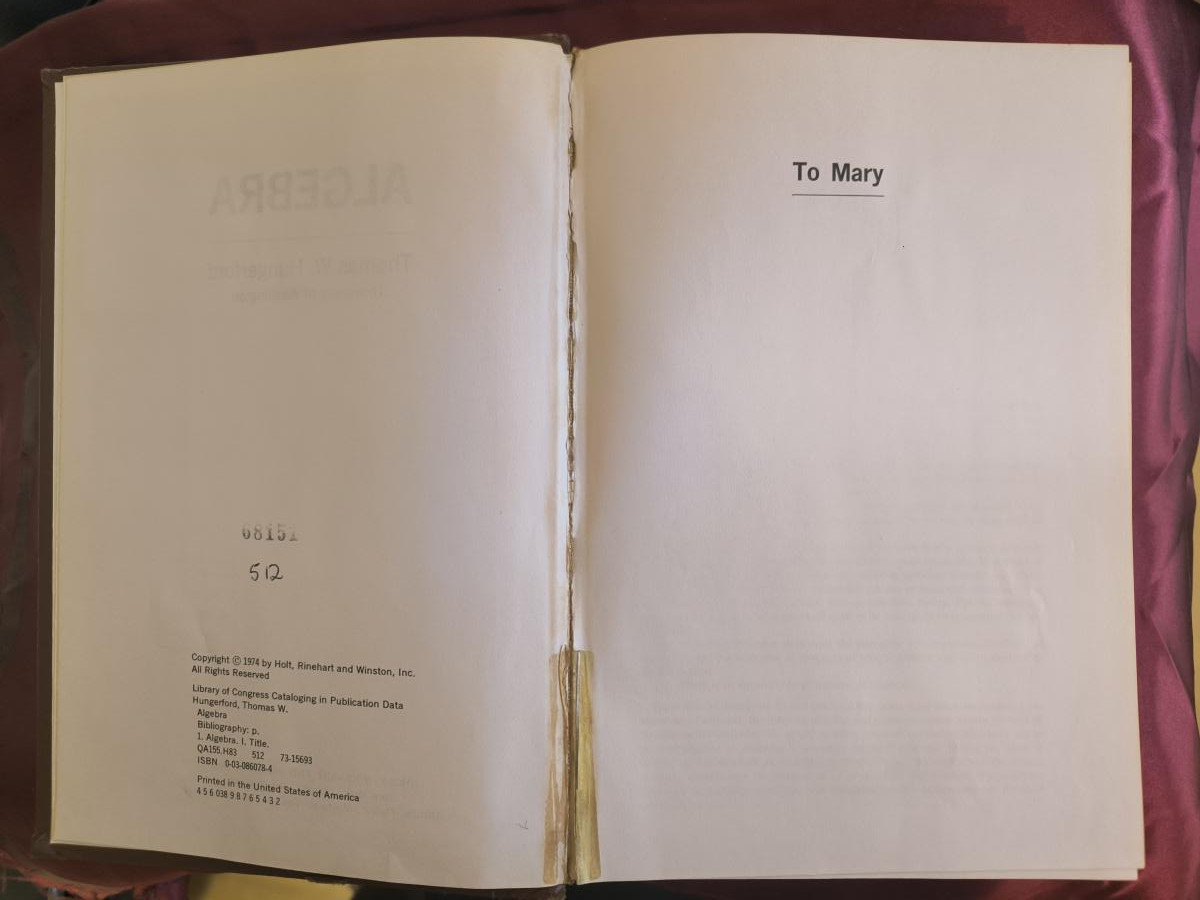 68151
512
Copyright © 1974 by Holt, Rinehart and Winston, Inc.
All Rights Reserved
Library of Congress Cataloging in Publication Data
Hungerford, Thomas W.
Algebra
Bibliography: p.
1. Algebra. I. Title.
QA155.H83 512 73-15693
ISBN 0-03-086078-4
Printed in the United States of America
4 5 6 038 9 8 7 6 5 4 3 2
To Mary